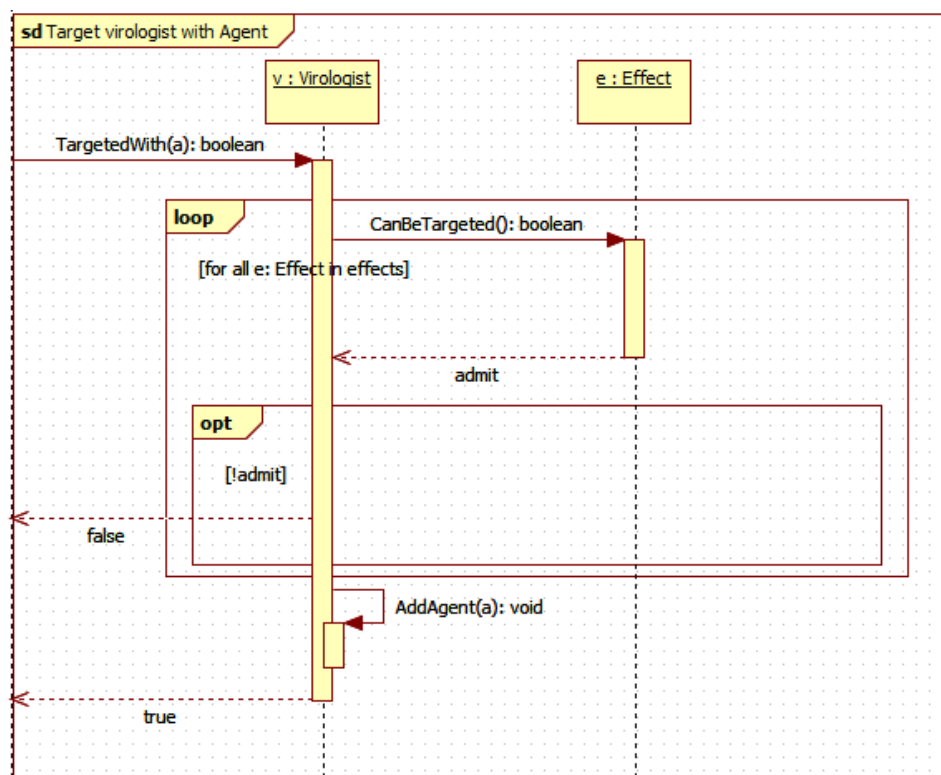 sd Target virologist with Agent
v : Virologist
e : Effect
TargetedWith(a): boolean
loop
CanBeTargeted(): boolean
[for all e: Effect in effects]
admit
opt
[!admit]
false
AddAgent(a): void
true